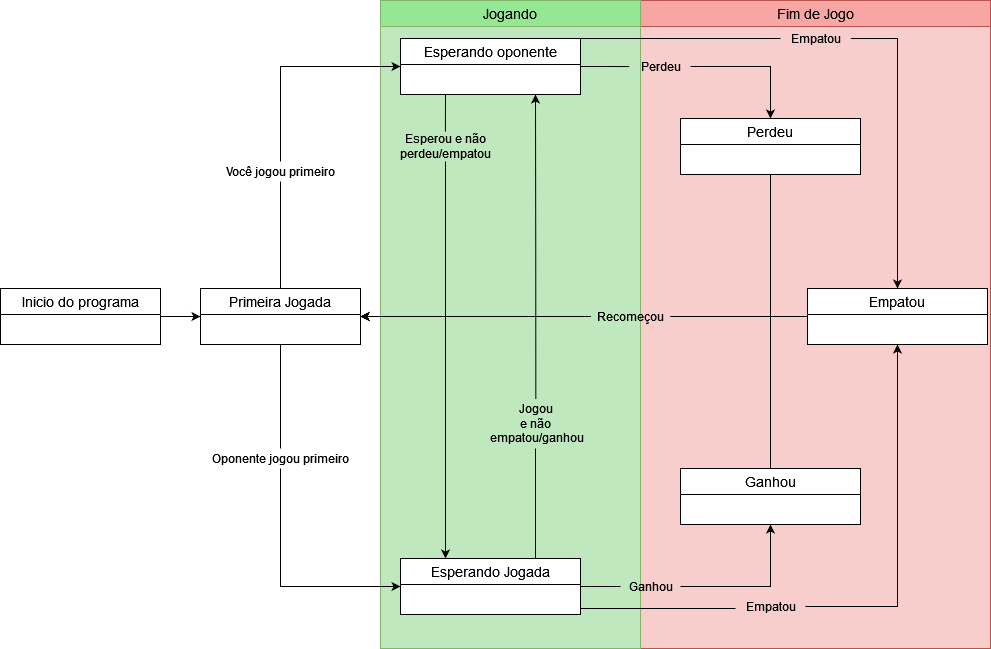 Jogando
Fim de Jogo
Esperando oponente
Empatou
Perdeu
Perdeu
Esperou e não
perdeu/empatou
Você jogou primeiro
Inicio do programa
Primeira Jogada
Recomeçou
Empatou
Jogou
e não
empatou/ganhou
Oponente jogou primeiro
Ganhou
Esperando Jogada
Ganhou
Empatou